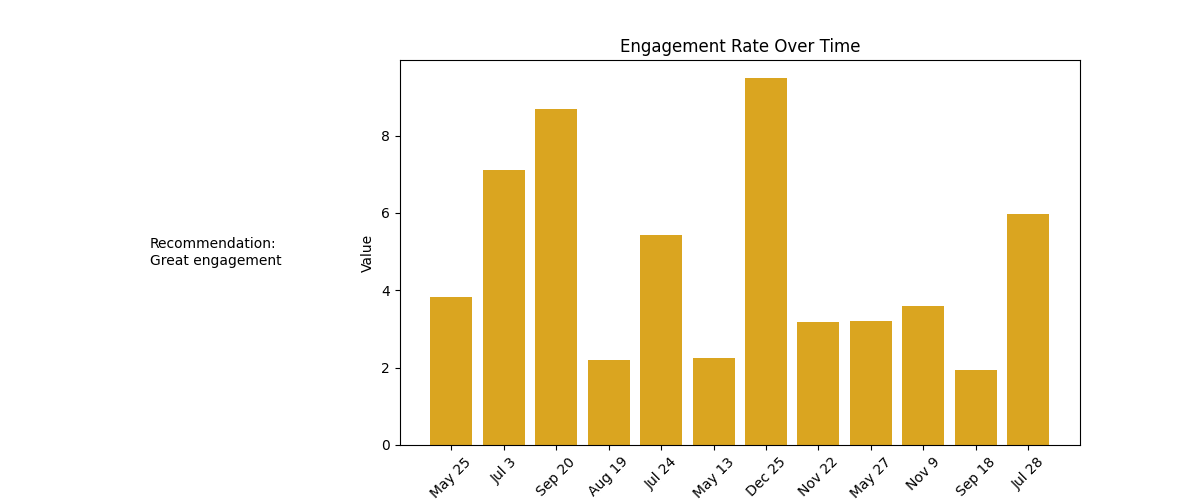 Engagement Rate Over Time
Recommendation:
Great engagement
Value
8
6
4
2
0
May 25
Jul 3
Sep 20
Aug 19
Jul 24
May 13
Dec 25
Nov 22
May 27
Nov 9
Sep 18
Jul 28